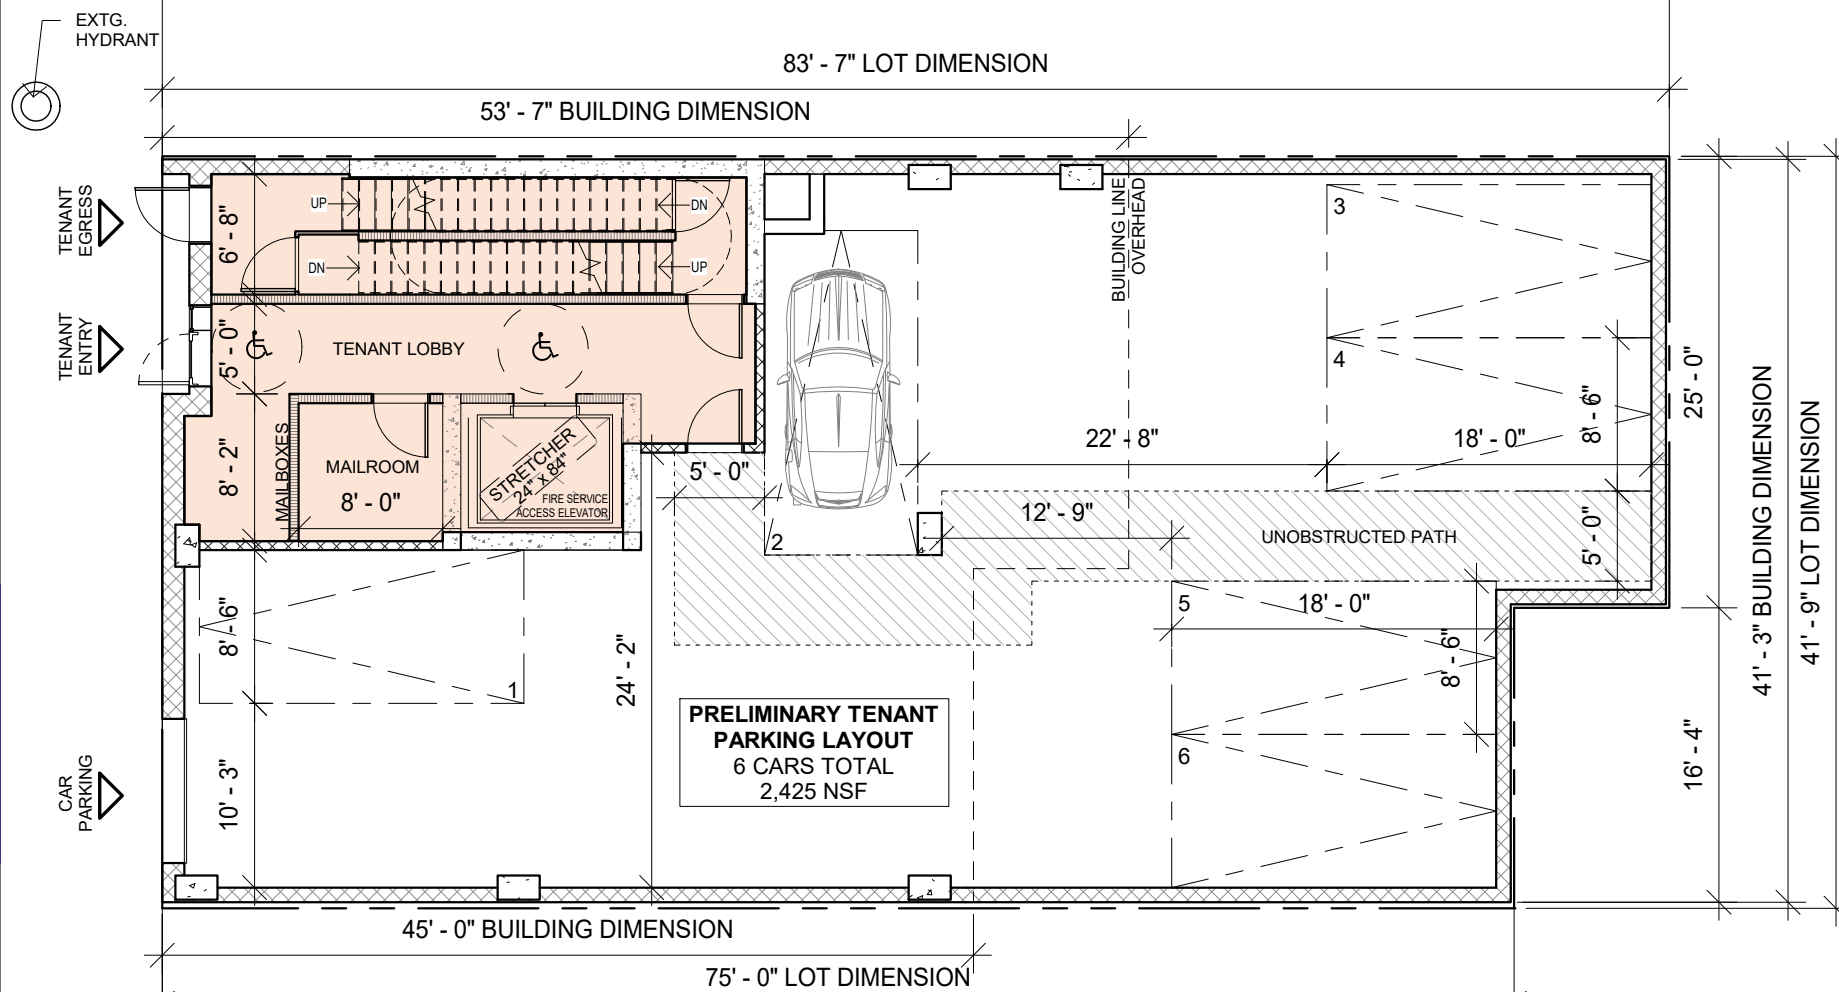 EXTG.
HYDRANT
83' - 7" LOT DIMENSION
53' - 7" BUILDING DIMENSION
TENANT
EGRESS
6' - 8"
UP
DN
DN
UP
BUILDING LINE
OVERHEAD
3
TENANT
ENTRY
5' - 0"
TENANT LOBBY
4
8' - 6"
25' - 0"
22' - 8"
18' - 0"
8' - 2"
MAILBOXES
MAILROOM
8' - 0"
STRETCHER
24" x 84"
FIRE SERVICE
ACCESS ELEVATOR
5' - 0"
2
12' - 9"
UNOBSTRUCTED PATH
5' - 0"
41' - 3" BUILDING DIMENSION
41' - 9" LOT DIMENSION
8' - 6"
1
24' - 2"
5
18' - 0"
8' - 6"
6
PRELIMINARY TENANT
PARKING LAYOUT
6 CARS TOTAL
2,425 NSF
CAR
PARKING
10' - 3"
16' - 4"
45' - 0" BUILDING DIMENSION
75' - 0" LOT DIMENSION